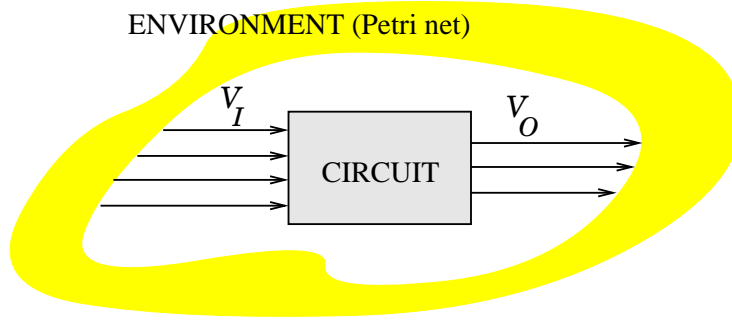 ENVIRONMENT (Petri net)
V_I
V_O
CIRCUIT